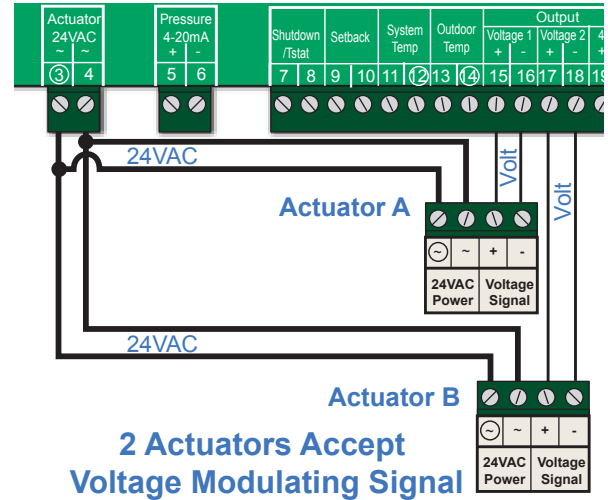 Actuator
24VAC
~ ~
③ 4
Pressure
4-20mA
+ -
5 6
Shutdown
/Tstat
7 8
Setback
9 10
System
Temp
11 ⑫
Outdoor
Temp
13 ⑭
Output
Voltage 1 Voltage 2 4
+ - + - +
15 16 17 18 19
24VAC
Volt
Volt
Actuator A
~ ~ + -
24VAC Voltage
Power Signal
24VAC
Actuator B
~ ~ + -
24VAC Voltage
Power Signal
2 Actuators Accept
Voltage Modulating Signal